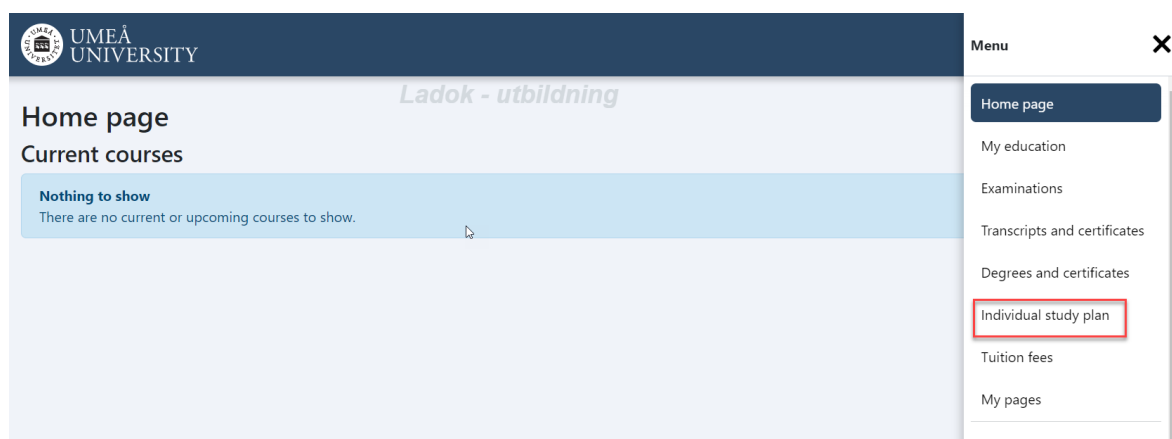 UMEÅ
UNIVERSITY
Menu
Ladok - utbildning
Home page
Current courses
Nothing to show
There are no current or upcoming courses to show.
Home page
My education
Examinations
Transcripts and certificates
Degrees and certificates
Individual study plan
Tuition fees
My pages